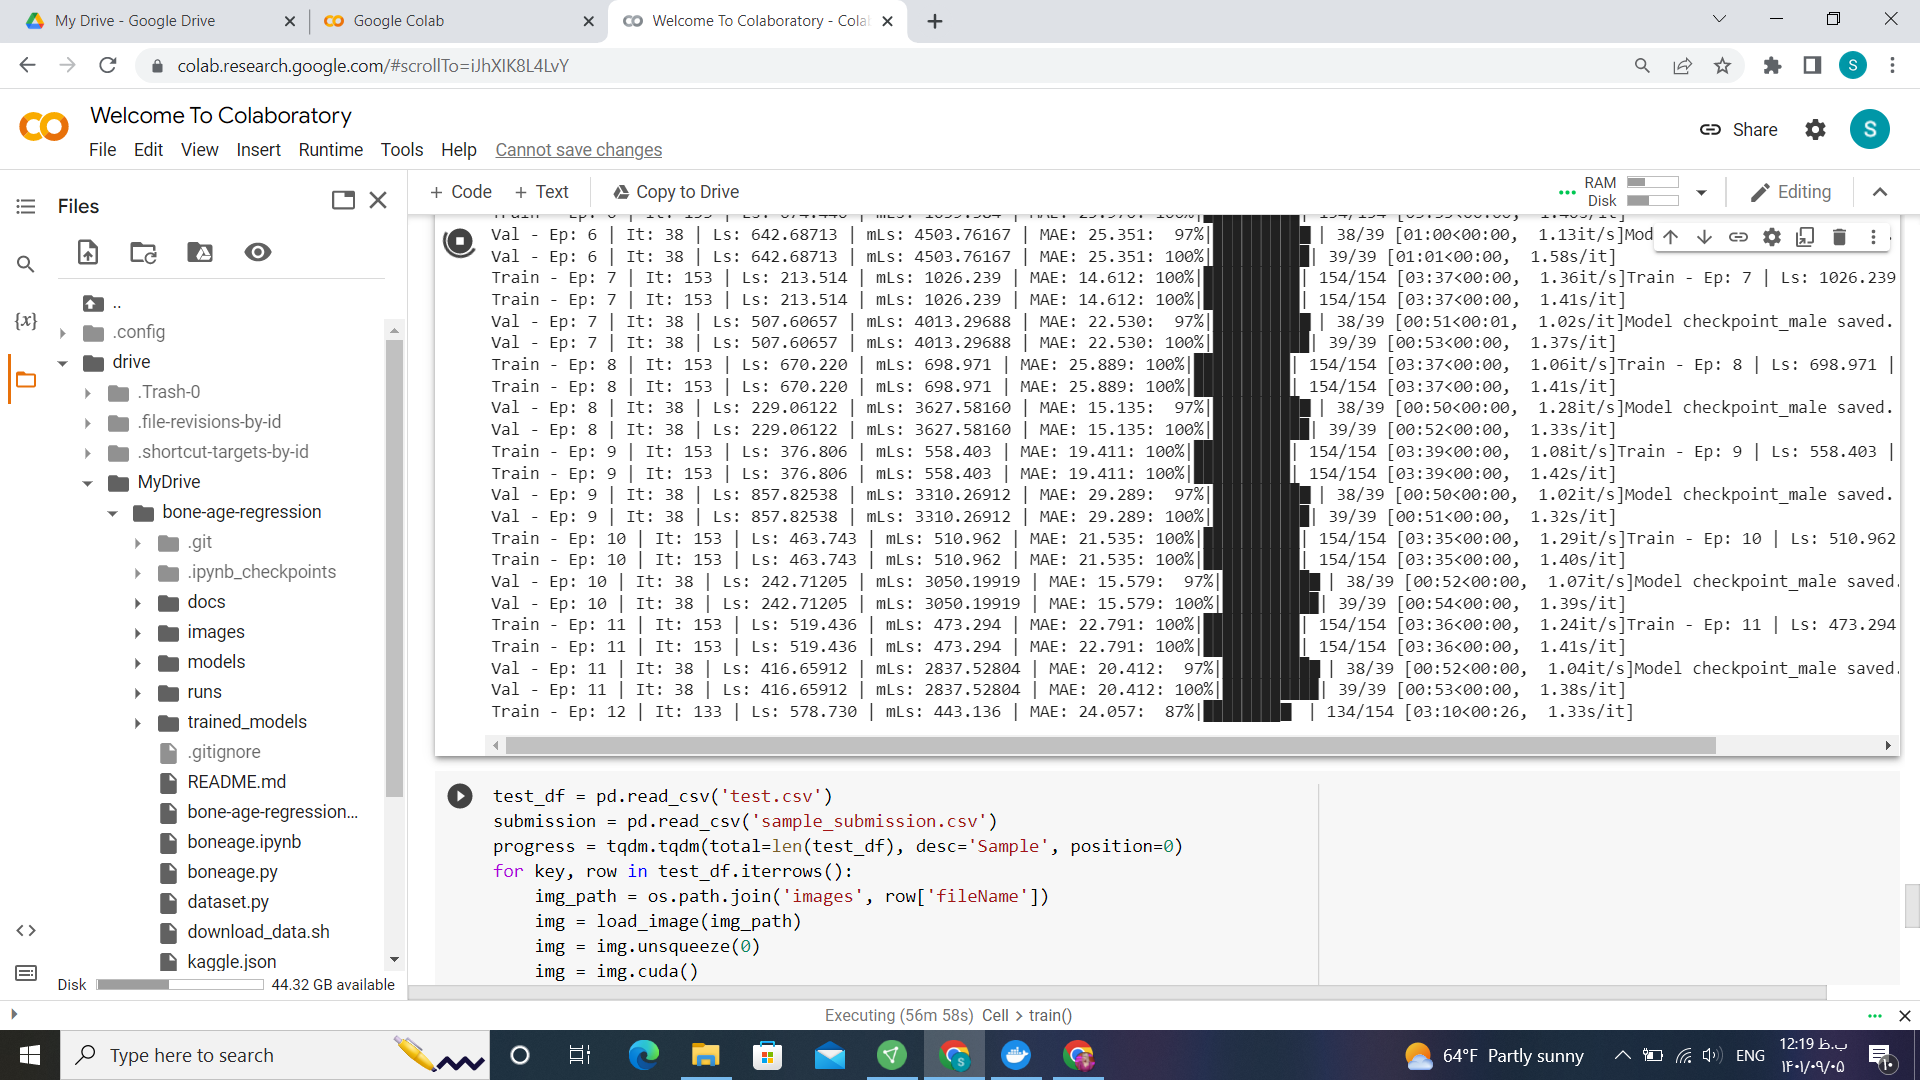 My Drive - Google Drive
Google Colab
Welcome To Colaboratory - Cola
colab.research.google.com/#scrollTo=iJhXIK8L4LvY
S
Welcome To Colaboratory
File Edit View Insert Runtime Tools Help Cannot save changes
Share
S
Files
+ Code + Text Copy to Drive
RAM
Disk
Editing
{x}
..
.config
drive
.Trash-0
.file-revisions-by-id
.shortcut-targets-by-id
MyDrive
bone-age-regression
.git
.ipynb_checkpoints
docs
images
models
runs
trained_models
.gitignore
README.md
bone-age-regression...
boneage.ipynb
boneage.py
dataset.py
download_data.sh
kaggle.json
Disk 44.32 GB available
Val - Ep: 6 | It: 38 | Ls: 642.68713 | mLs: 4503.76167 | MAE: 25.351: 97%| | 38/39 [01:00<00:00, 1.13it/s]Mod
Val - Ep: 6 | It: 38 | Ls: 642.68713 | mLs: 4503.76167 | MAE: 25.351: 100%| | 39/39 [01:01<00:00, 1.58s/it]
Train - Ep: 7 | It: 153 | Ls: 213.514 | mLs: 1026.239 | MAE: 14.612: 100%| | 154/154 [03:37<00:00, 1.36it/s]Train - Ep: 7 | Ls: 1026.239
Train - Ep: 7 | It: 153 | Ls: 213.514 | mLs: 1026.239 | MAE: 14.612: 100%| | 154/154 [03:37<00:00, 1.41s/it]
Val - Ep: 7 | It: 38 | Ls: 507.60657 | mLs: 4013.29688 | MAE: 22.530: 97%| | 38/39 [00:51<00:01, 1.02s/it]Model checkpoint_male saved.
Val - Ep: 7 | It: 38 | Ls: 507.60657 | mLs: 4013.29688 | MAE: 22.530: 100%| | 39/39 [00:53<00:00, 1.37s/it]
Train - Ep: 8 | It: 153 | Ls: 670.220 | mLs: 698.971 | MAE: 25.889: 100%| | 154/154 [03:37<00:00, 1.06it/s]Train - Ep: 8 | Ls: 698.971 |
Train - Ep: 8 | It: 153 | Ls: 670.220 | mLs: 698.971 | MAE: 25.889: 100%| | 154/154 [03:37<00:00, 1.41s/it]
Val - Ep: 8 | It: 38 | Ls: 229.06122 | mLs: 3627.58160 | MAE: 15.135: 97%| | 38/39 [00:50<00:00, 1.28it/s]Model checkpoint_male saved.
Val - Ep: 8 | It: 38 | Ls: 229.06122 | mLs: 3627.58160 | MAE: 15.135: 100%| | 39/39 [00:52<00:00, 1.33s/it]
Train - Ep: 9 | It: 153 | Ls: 376.806 | mLs: 558.403 | MAE: 19.411: 100%| | 154/154 [03:39<00:00, 1.08it/s]Train - Ep: 9 | Ls: 558.403 |
Train - Ep: 9 | It: 153 | Ls: 376.806 | mLs: 558.403 | MAE: 19.411: 100%| | 154/154 [03:39<00:00, 1.42s/it]
Val - Ep: 9 | It: 38 | Ls: 857.82538 | mLs: 3310.26912 | MAE: 29.289: 97%| | 38/39 [00:50<00:00, 1.02it/s]Model checkpoint_male saved.
Val - Ep: 9 | It: 38 | Ls: 857.82538 | mLs: 3310.26912 | MAE: 29.289: 100%| | 39/39 [00:51<00:00, 1.32s/it]
Train - Ep: 10 | It: 153 | Ls: 463.743 | mLs: 510.962 | MAE: 21.535: 100%| | 154/154 [03:35<00:00, 1.29it/s]Train - Ep: 10 | Ls: 510.962
Train - Ep: 10 | It: 153 | Ls: 463.743 | mLs: 510.962 | MAE: 21.535: 100%| | 154/154 [03:35<00:00, 1.40s/it]
Val - Ep: 10 | It: 38 | Ls: 242.71205 | mLs: 3050.19919 | MAE: 15.579: 97%| | 38/39 [00:52<00:00, 1.07it/s]Model checkpoint_male saved.
Val - Ep: 10 | It: 38 | Ls: 242.71205 | mLs: 3050.19919 | MAE: 15.579: 100%| | 39/39 [00:54<00:00, 1.39s/it]
Train - Ep: 11 | It: 153 | Ls: 519.436 | mLs: 473.294 | MAE: 22.791: 100%| | 154/154 [03:36<00:00, 1.24it/s]Train - Ep: 11 | Ls: 473.294
Train - Ep: 11 | It: 153 | Ls: 519.436 | mLs: 473.294 | MAE: 22.791: 100%| | 154/154 [03:36<00:00, 1.41s/it]
Val - Ep: 11 | It: 38 | Ls: 416.65912 | mLs: 2837.52804 | MAE: 20.412: 97%| | 38/39 [00:52<00:00, 1.04it/s]Model checkpoint_male saved.
Val - Ep: 11 | It: 38 | Ls: 416.65912 | mLs: 2837.52804 | MAE: 20.412: 100%| | 39/39 [00:53<00:00, 1.38s/it]
Train - Ep: 12 | It: 133 | Ls: 578.730 | mLs: 443.136 | MAE: 24.057: 87%| | 134/154 [03:10<00:26, 1.33s/it]
test_df = pd.read_csv('test.csv')
submission = pd.read_csv('sample_submission.csv')
progress = tqdm.tqdm(total=len(test_df), desc='Sample', position=0)
for key, row in test_df.iterrows():
img_path = os.path.join('images', row['fileName'])
img = load_image(img_path)
img = img.unsqueeze(0)
img = img.cuda()
Executing (56m 58s) Cell > train()
Type here to search
64°F Partly sunny
ENG
12:19 ب.ظ
۱۴۰۱/۰۹/۰۵